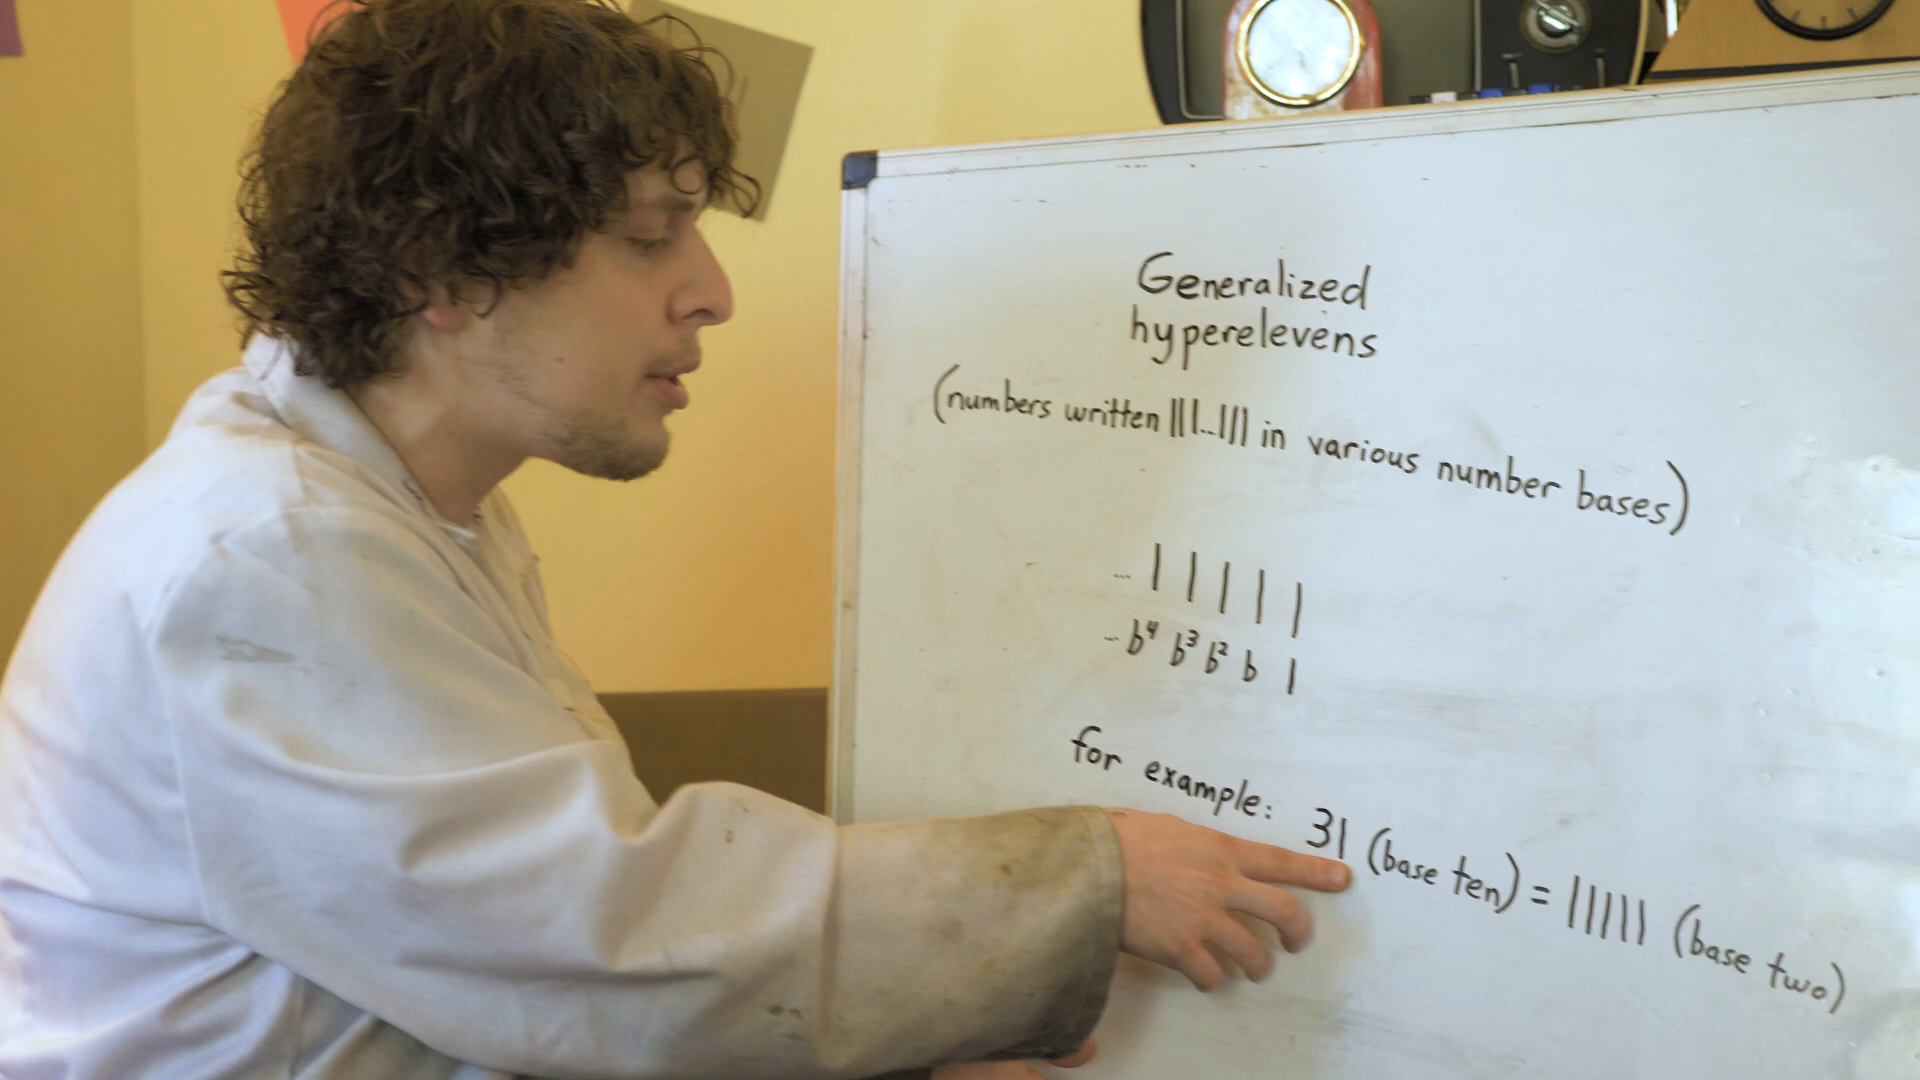 Generalized
hyperelevens
(numbers written 111...111 in various number bases)
... 1 1 1 1 1
... b⁴ b³ b² b 1
for example: 31 (base ten) = 11111 (base two)